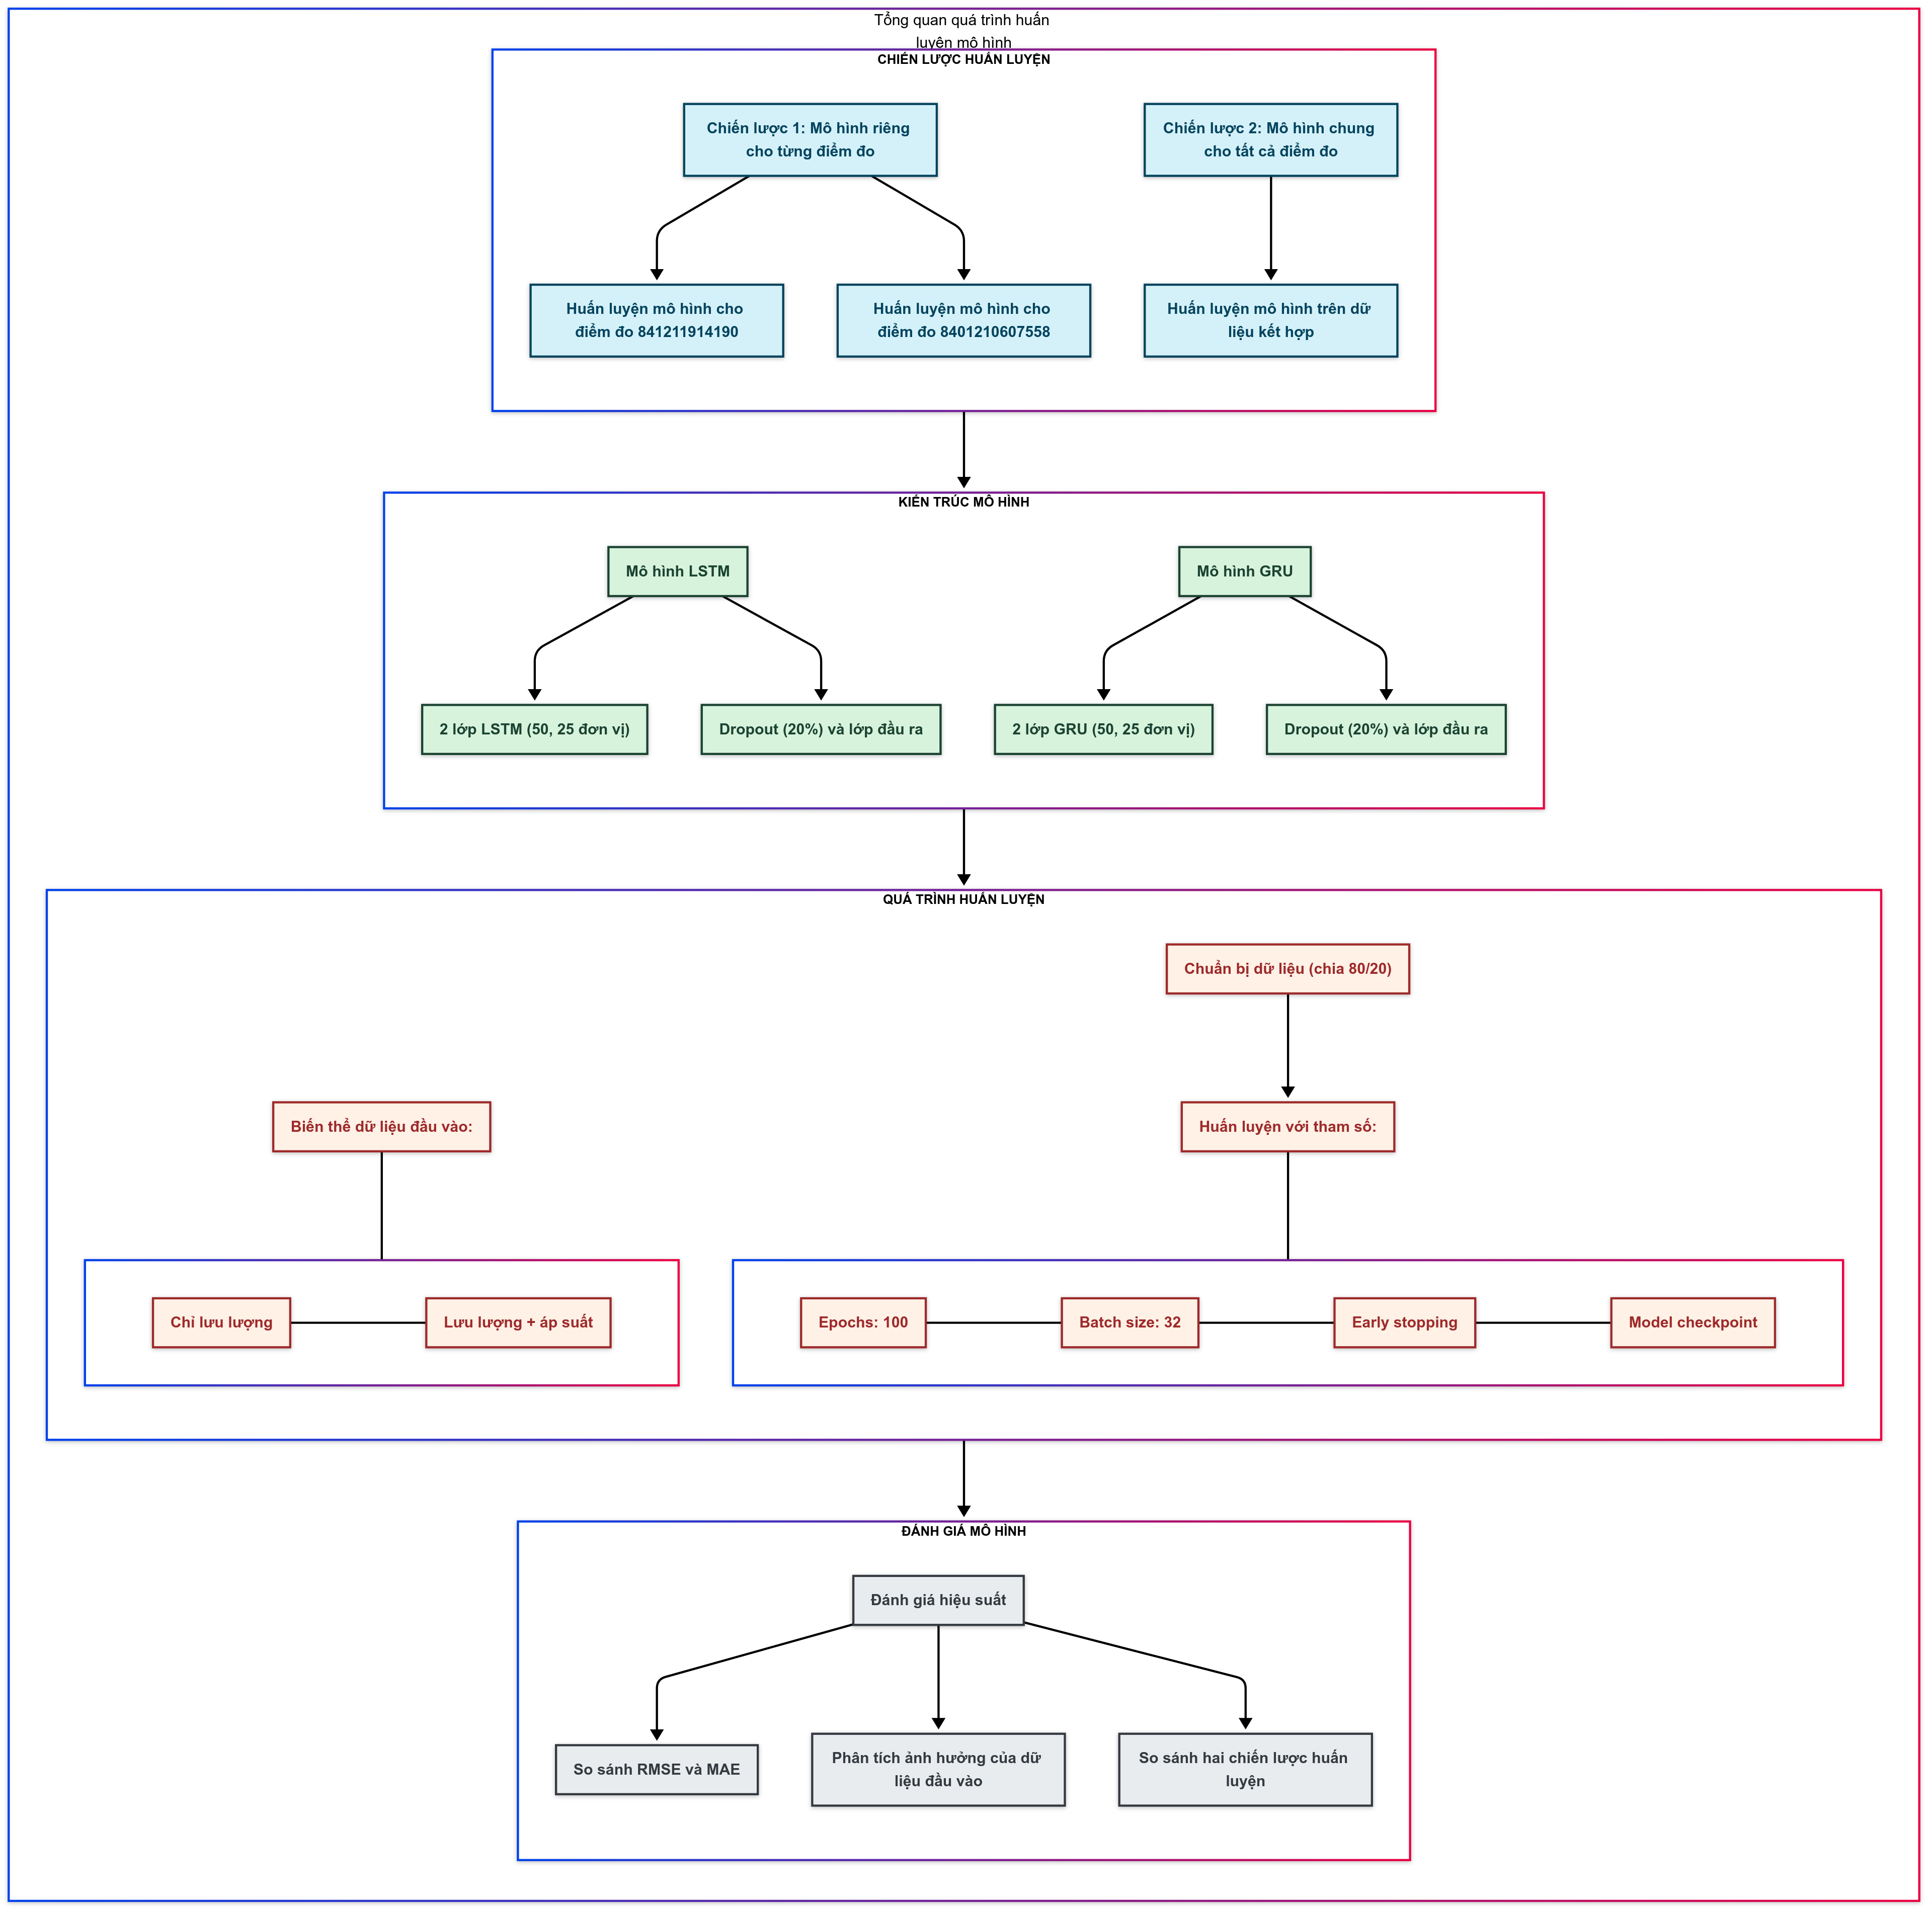 Tổng quan quá trình huấn
luyện mô hình
CHIẾN LƯỢC HUẤN LUYỆN
Chiến lược 1: Mô hình riêng
cho từng điểm đo
Chiến lược 2: Mô hình chung
cho tất cả điểm đo
Huấn luyện mô hình cho
điểm đo 841211914190
Huấn luyện mô hình cho
điểm đo 8401210607558
Huấn luyện mô hình trên dữ
liệu kết hợp
KIẾN TRÚC MÔ HÌNH
Mô hình LSTM
Mô hình GRU
2 lớp LSTM (50, 25 đơn vị)
Dropout (20%) và lớp đầu ra
2 lớp GRU (50, 25 đơn vị)
Dropout (20%) và lớp đầu ra
QUÁ TRÌNH HUẤN LUYỆN
Chuẩn bị dữ liệu (chia 80/20)
Biến thể dữ liệu đầu vào:
Huấn luyện với tham số:
Chỉ lưu lượng
Lưu lượng + áp suất
Epochs: 100
Batch size: 32
Early stopping
Model checkpoint
ĐÁNH GIÁ MÔ HÌNH
Đánh giá hiệu suất
So sánh RMSE và MAE
Phân tích ảnh hưởng của dữ
liệu đầu vào
So sánh hai chiến lược huấn
luyện